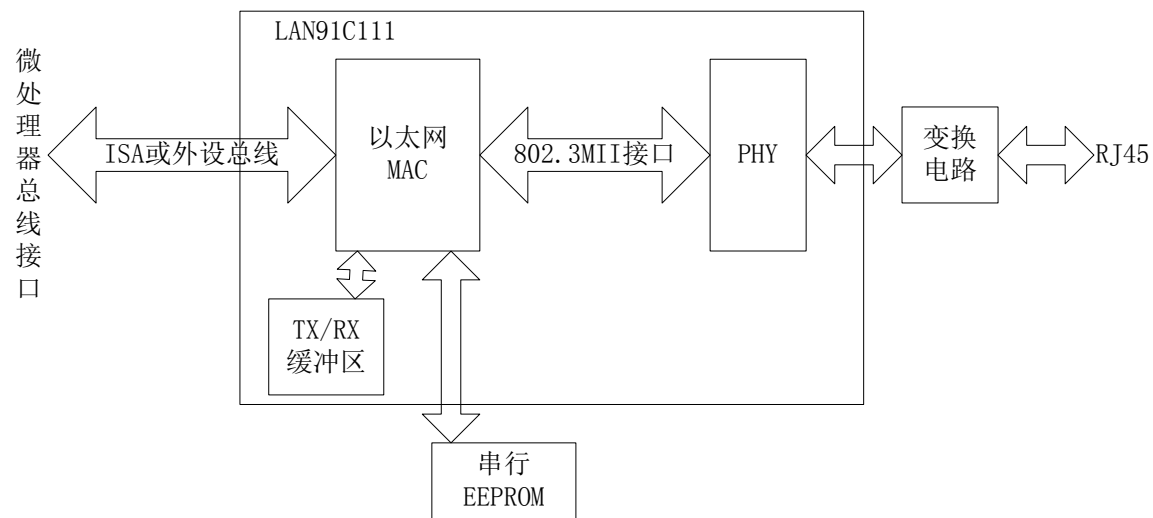 LAN91C111
微处理器总线接口
ISA或外设总线
以太网
MAC
802.3MII接口
PHY
变换
电路
RJ45
TX/RX
缓冲区
串行
EEPROM